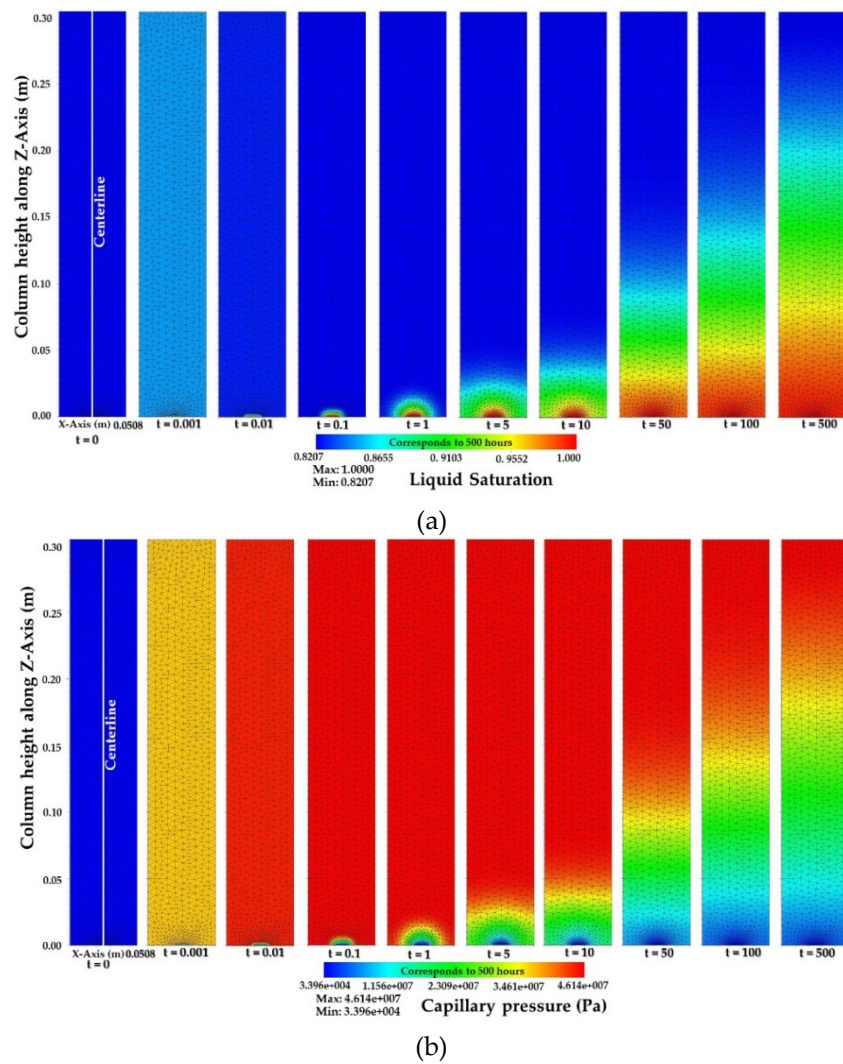 0.30
0.25
0.20
0.15
0.10
0.05
0.00
Column height along Z-Axis (m)
Centerline
X-Axis (m) 0.0508
t = 0
t = 0.001
t = 0.01
t = 0.1
t = 1
t = 5
t = 10
t = 50
t = 100
t = 500
Corresponds to 500 hours
0.8207 0.8655 0.9103 0. 9552 1.000
Max: 1.0000
Min: 0.8207
Liquid Saturation
(a)
0.30
0.25
0.20
0.15
0.10
0.05
0.00
Column height along Z-Axis (m)
Centerline
X-Axis (m) 0.0508
t = 0
t = 0.001
t = 0.01
t = 0.1
t = 1
t = 5
t = 10
t = 50
t = 100
t = 500
Corresponds to 500 hours
3.396e+004 1.156e+007 2.309e+007 3.461e+007 4.614e+007
Max: 4.614e+007
Min: 3.396e+004
Capillary pressure (Pa)
(b)